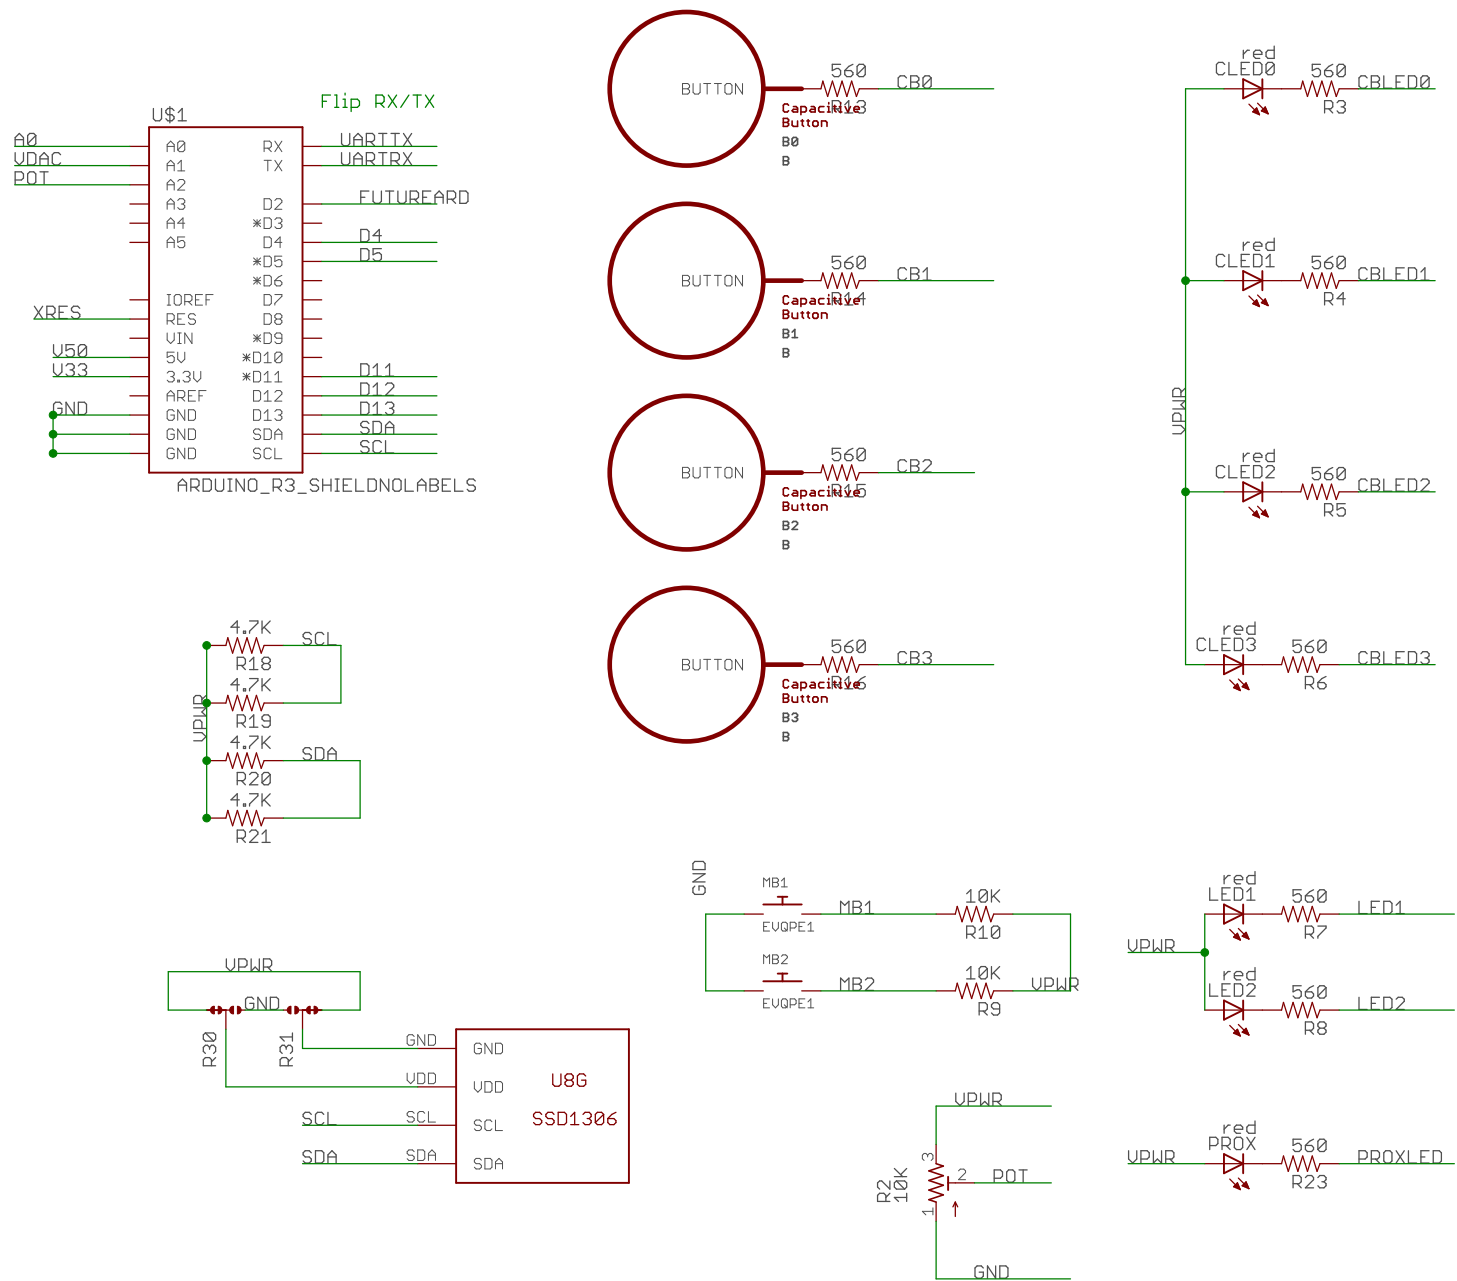 Flip RX/TX
U$1
A0
VDAC
POT
XRES
V50
V33
GND
A0
A1
A2
A3
A4
A5
IOREF
RES
VIN
5V
3.3V
AREF
GND
GND
GND
RX
TX
D2
*D3
D4
*D5
*D6
D7
D8
*D9
*D10
*D11
D12
D13
SDA
SCL
UARTTX
UARTRX
FUTUREARD
D4
D5
D11
D12
D13
SDA
SCL
ARDUINO_R3_SHIELDNOLABELS
BUTTON
560
R13
CB0
Capacitive
Button
B0
B
BUTTON
560
R14
CB1
Capacitive
Button
B1
B
BUTTON
560
R15
CB2
Capacitive
Button
B2
B
BUTTON
560
R16
CB3
Capacitive
Button
B3
B
VPWR
red
CLED0
560
R3
CBLED0
red
CLED1
560
R4
CBLED1
red
CLED2
560
R5
CBLED2
red
CLED3
560
R6
CBLED3
VPWR
4.7K
R18
SCL
4.7K
R19
4.7K
R20
SDA
4.7K
R21
GND
MB1
EVQPE1
MB1
10K
R10
MB2
EVQPE1
MB2
10K
R9
VPWR
VPWR
red
LED1
560
R7
LED1
red
LED2
560
R8
LED2
VPWR
GND
R30
R31
GND
VDD
SCL
SCL
SDA
SDA
GND
VDD
SCL
SDA
U8G
SSD1306
VPWR
R2
10K
3
2
1
POT
GND
VPWR
red
PROX
560
R23
PROXLED